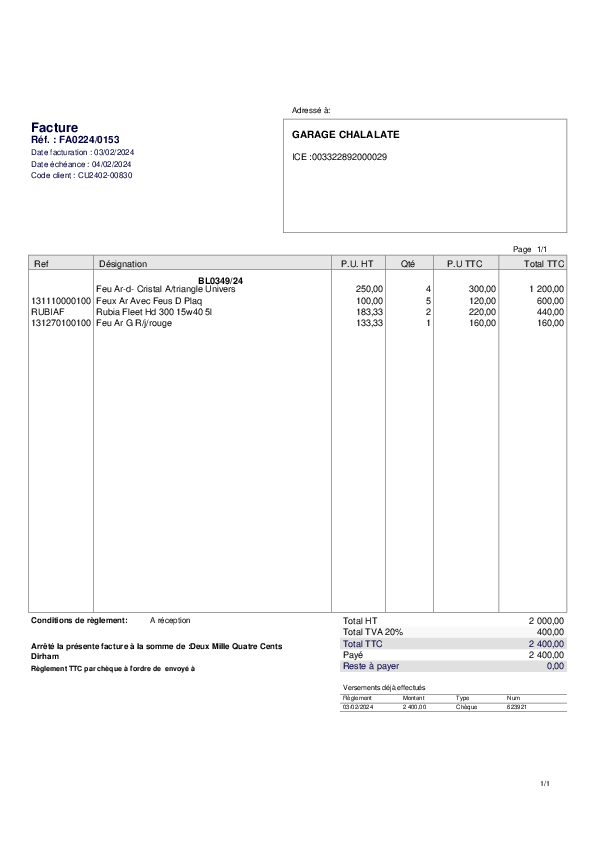 Adressé à:
Facture
Réf. : FA0224/0153
Date facturation : 03/02/2024
Date échéance : 04/02/2024
Code client : CU2402-00830
GARAGE CHALALATE
ICE :003322892000029
Page 1/1
Ref Désignation P.U. HT Qté P.U TTC Total TTC
BL0349/24
Feu Ar-d- Cristal A/triangle Univers 250,00 4 300,00 1 200,00
131110000100 Feux Ar Avec Feus D Plaq 100,00 5 120,00 600,00
RUBIAF Rubia Fleet Hd 300 15w40 5l 183,33 2 220,00 440,00
131270100100 Feu Ar G R/j/rouge 133,33 1 160,00 160,00
Conditions de règlement: A réception
Total HT 2 000,00
Total TVA 20% 400,00
Total TTC 2 400,00
Payé 2 400,00
Reste à payer 0,00
Arrêté la présente facture à la somme de :Deux Mille Quatre Cents
Dirham
Règlement TTC par chèque à l'ordre de envoyé à
Versements déjà effectués
Règlement Montant Type Num
03/02/2024 2 400,00 Chèque 623921
1/1